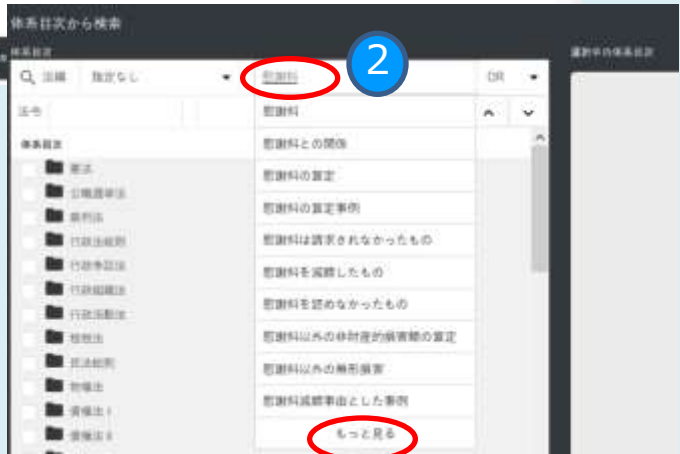 体系目次から検索
体系目次
選択中の体系目次
法編 指定なし 慰謝料 OR
2
法令
慰謝料
慰謝料との関係
慰謝料の算定
慰謝料の算定事例
慰謝料は請求されなかったもの
慰謝料を減額したもの
慰謝料を認めなかったもの
慰謝料以外の非財産的損害額の算定
慰謝料以外の無形損害
慰謝料減額事由とした事例
もっと見る
体系目次
憲法
公職選挙法
裁判法
行政法総則
行政争訟法
行政組織法
行政活動法
租税法
民法総則
物権法
債権法 I
債権法 II